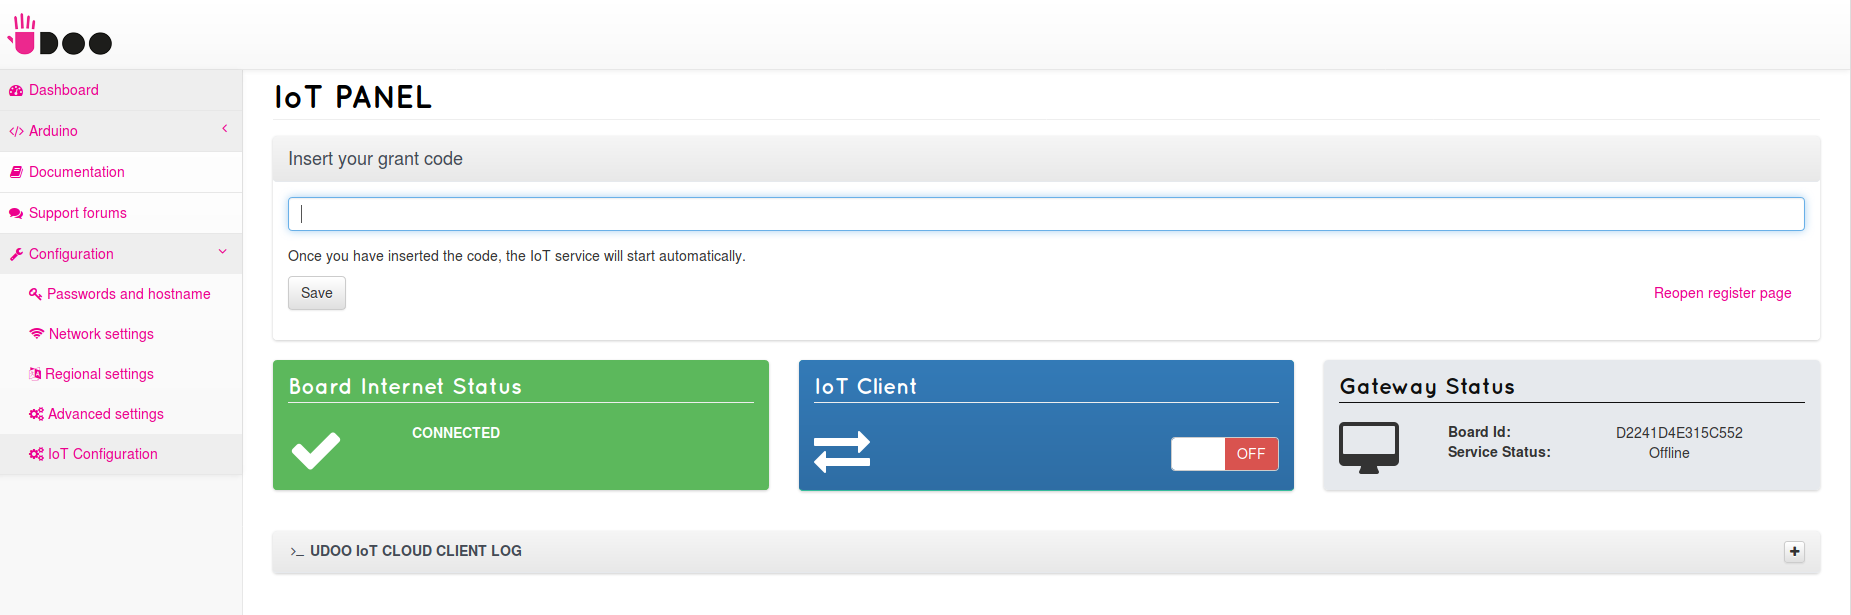 UDOO
Dashboard
Arduino
Documentation
Support forums
Configuration
Passwords and hostname
Network settings
Regional settings
Advanced settings
IoT Configuration
IoT PANEL
Insert your grant code
Once you have inserted the code, the IoT service will start automatically.
Save
Reopen register page
Board Internet Status
CONNECTED
IoT Client
OFF
Gateway Status
Board Id: D2241D4E315C552
Service Status: Offline
>_ UDOO IoT CLOUD CLIENT LOG